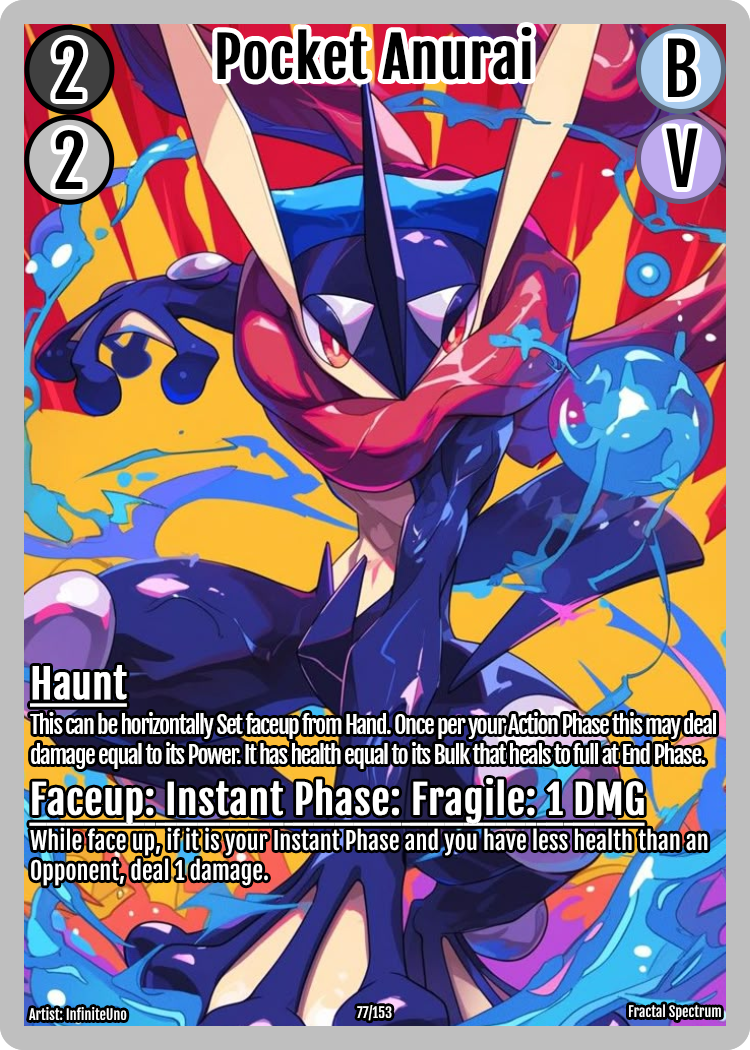 2
Pocket Anurai
B
2
V
Haunt
This can be horizontally Set faceup from Hand. Once per your Action Phase this may deal
damage equal to its Power. It has health equal to its Bulk that heals to full at End Phase.
Faceup: Instant Phase: Fragile: 1 DMG
While face up, if it is your Instant Phase and you have less health than an
Opponent, deal 1 damage.
Artist: InfiniteUno
77/153
Fractal Spectrum